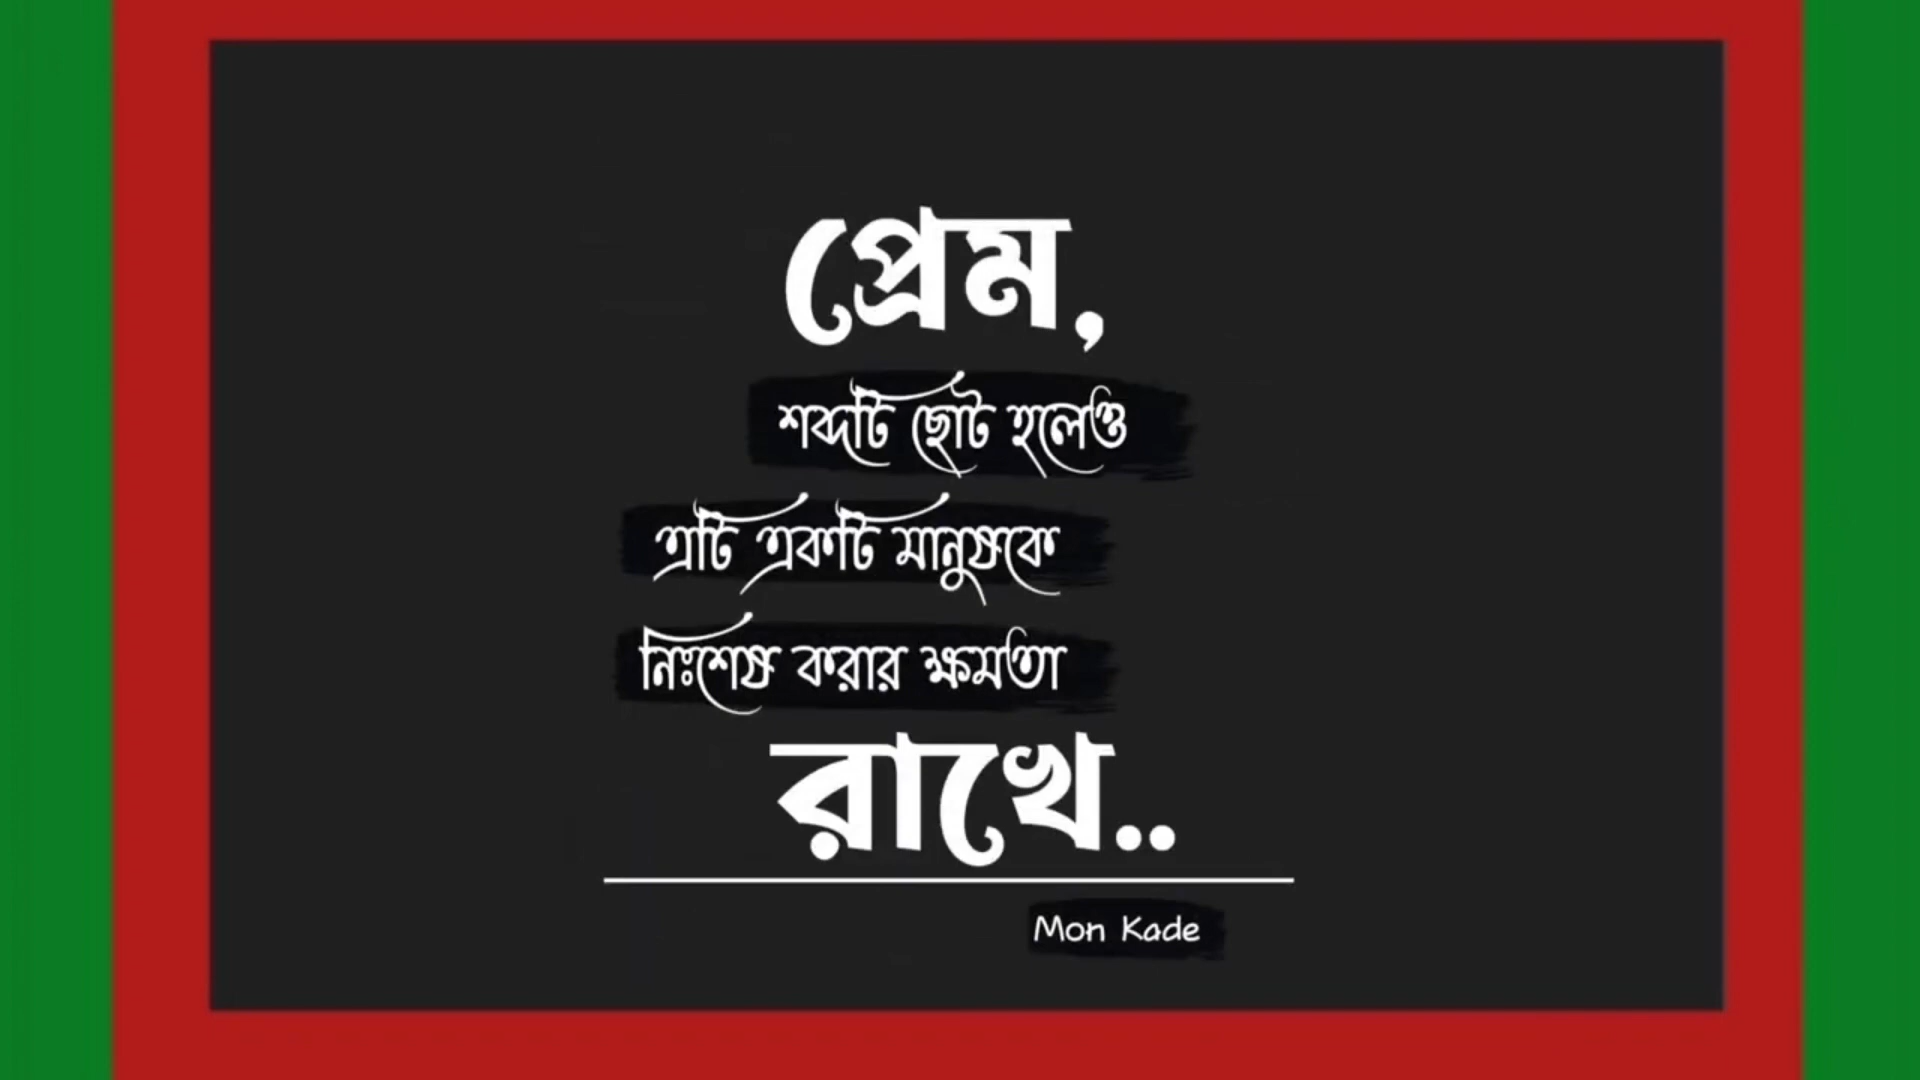 প্রেম,
শব্দটি ছোট হলেও
এটি একটি মানুষকে
নিঃশেষ করার ক্ষমতা
রাখে..
Mon Kade